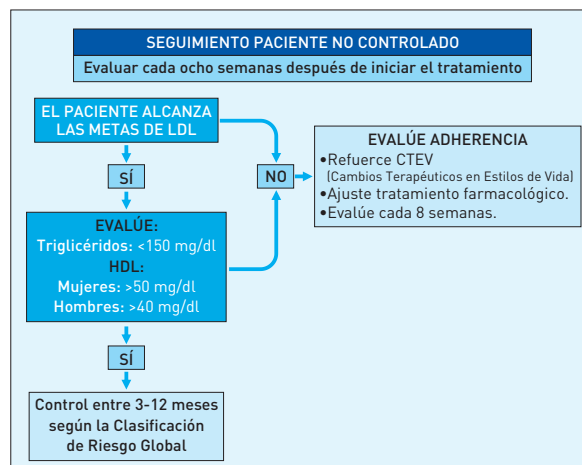 SEGUIMIENTO PACIENTE NO CONTROLADO
Evaluar cada ocho semanas después de iniciar el tratamiento
EL PACIENTE ALCANZA
LAS METAS DE LDL
SÍ
NO
EVALÚE ADHERENCIA
•Refuerce CTEV
(Cambios Terapéuticos en Estilos de Vida)
•Ajuste tratamiento farmacológico.
•Evalúe cada 8 semanas.
EVALÚE:
Triglicéridos: <150 mg/dl
HDL:
Mujeres: >50 mg/dl
Hombres: >40 mg/dl
SÍ
Control entre 3-12 meses
según la Clasificación
de Riesgo Global